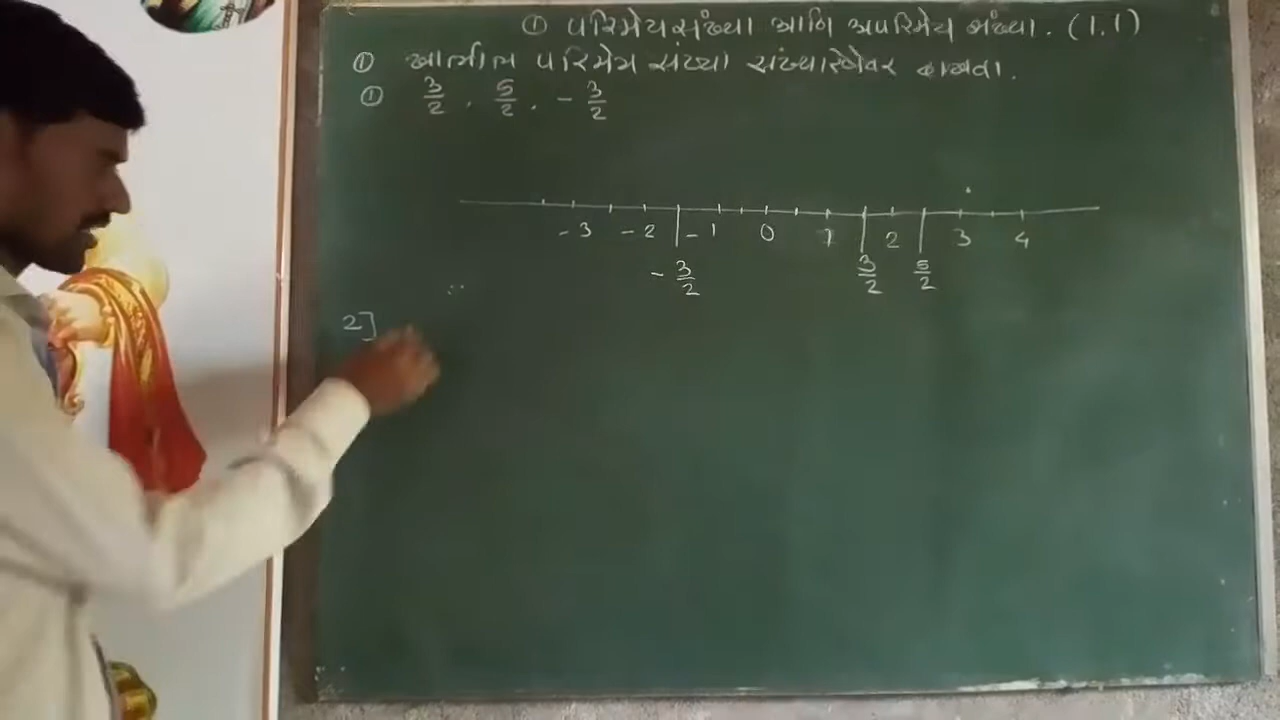 ① परिमेय संख्या आणि अपरिमेय संख्या. (1.1)
① खालील परिमेय संख्या संख्यारेषेवर दाखवा.
① 3/2, 5/2, -3/2
-3 -2 -1 0 1 2 3 4
-3/2 3/2 5/2
2]